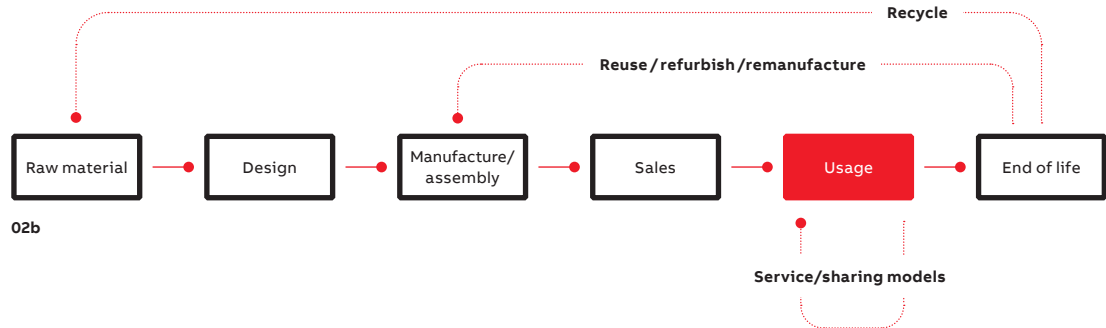 Recycle
Reuse/refurbish/remanufacture
Raw material
Design
Manufacture/
assembly
Sales
Usage
End of life
02b
Service/sharing models